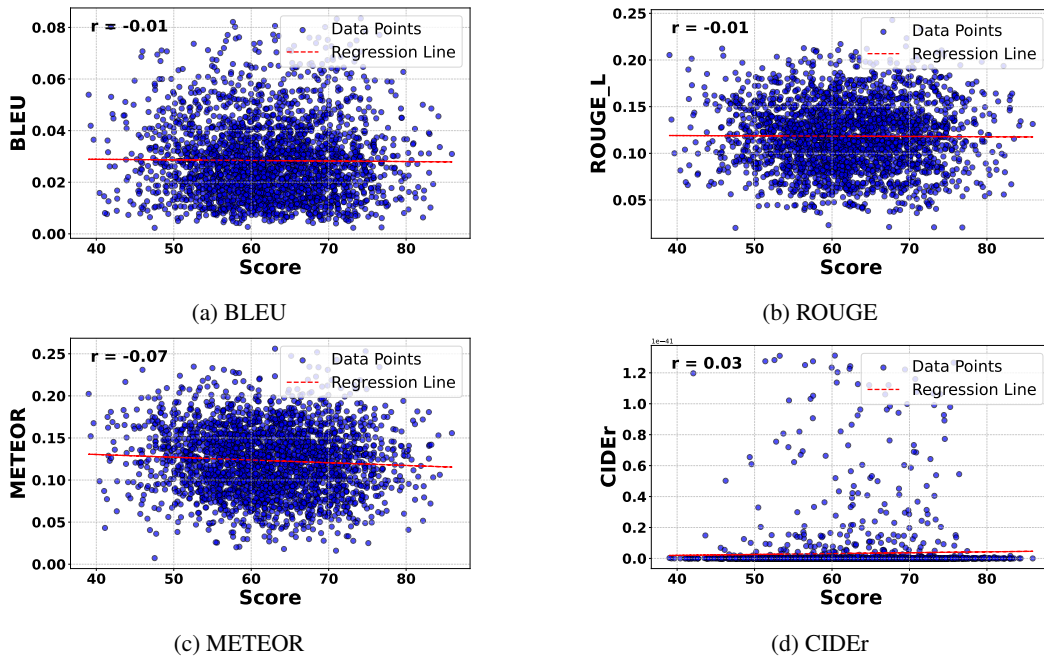 r = -0.01
Data Points
Regression Line
0.08
0.06
0.04
0.02
0.00
BLEU
40 50 60 70 80
Score
(a) BLEU
r = -0.01
Data Points
Regression Line
0.25
0.20
0.15
0.10
0.05
ROUGE_L
40 50 60 70 80
Score
(b) ROUGE
r = -0.07
Data Points
Regression Line
0.25
0.20
0.15
0.10
0.05
0.00
METEOR
40 50 60 70 80
Score
(c) METEOR
1e-41
r = 0.03
Data Points
Regression Line
1.2
1.0
0.8
0.6
0.4
0.2
0.0
CIDEr
40 50 60 70 80
Score
(d) CIDEr